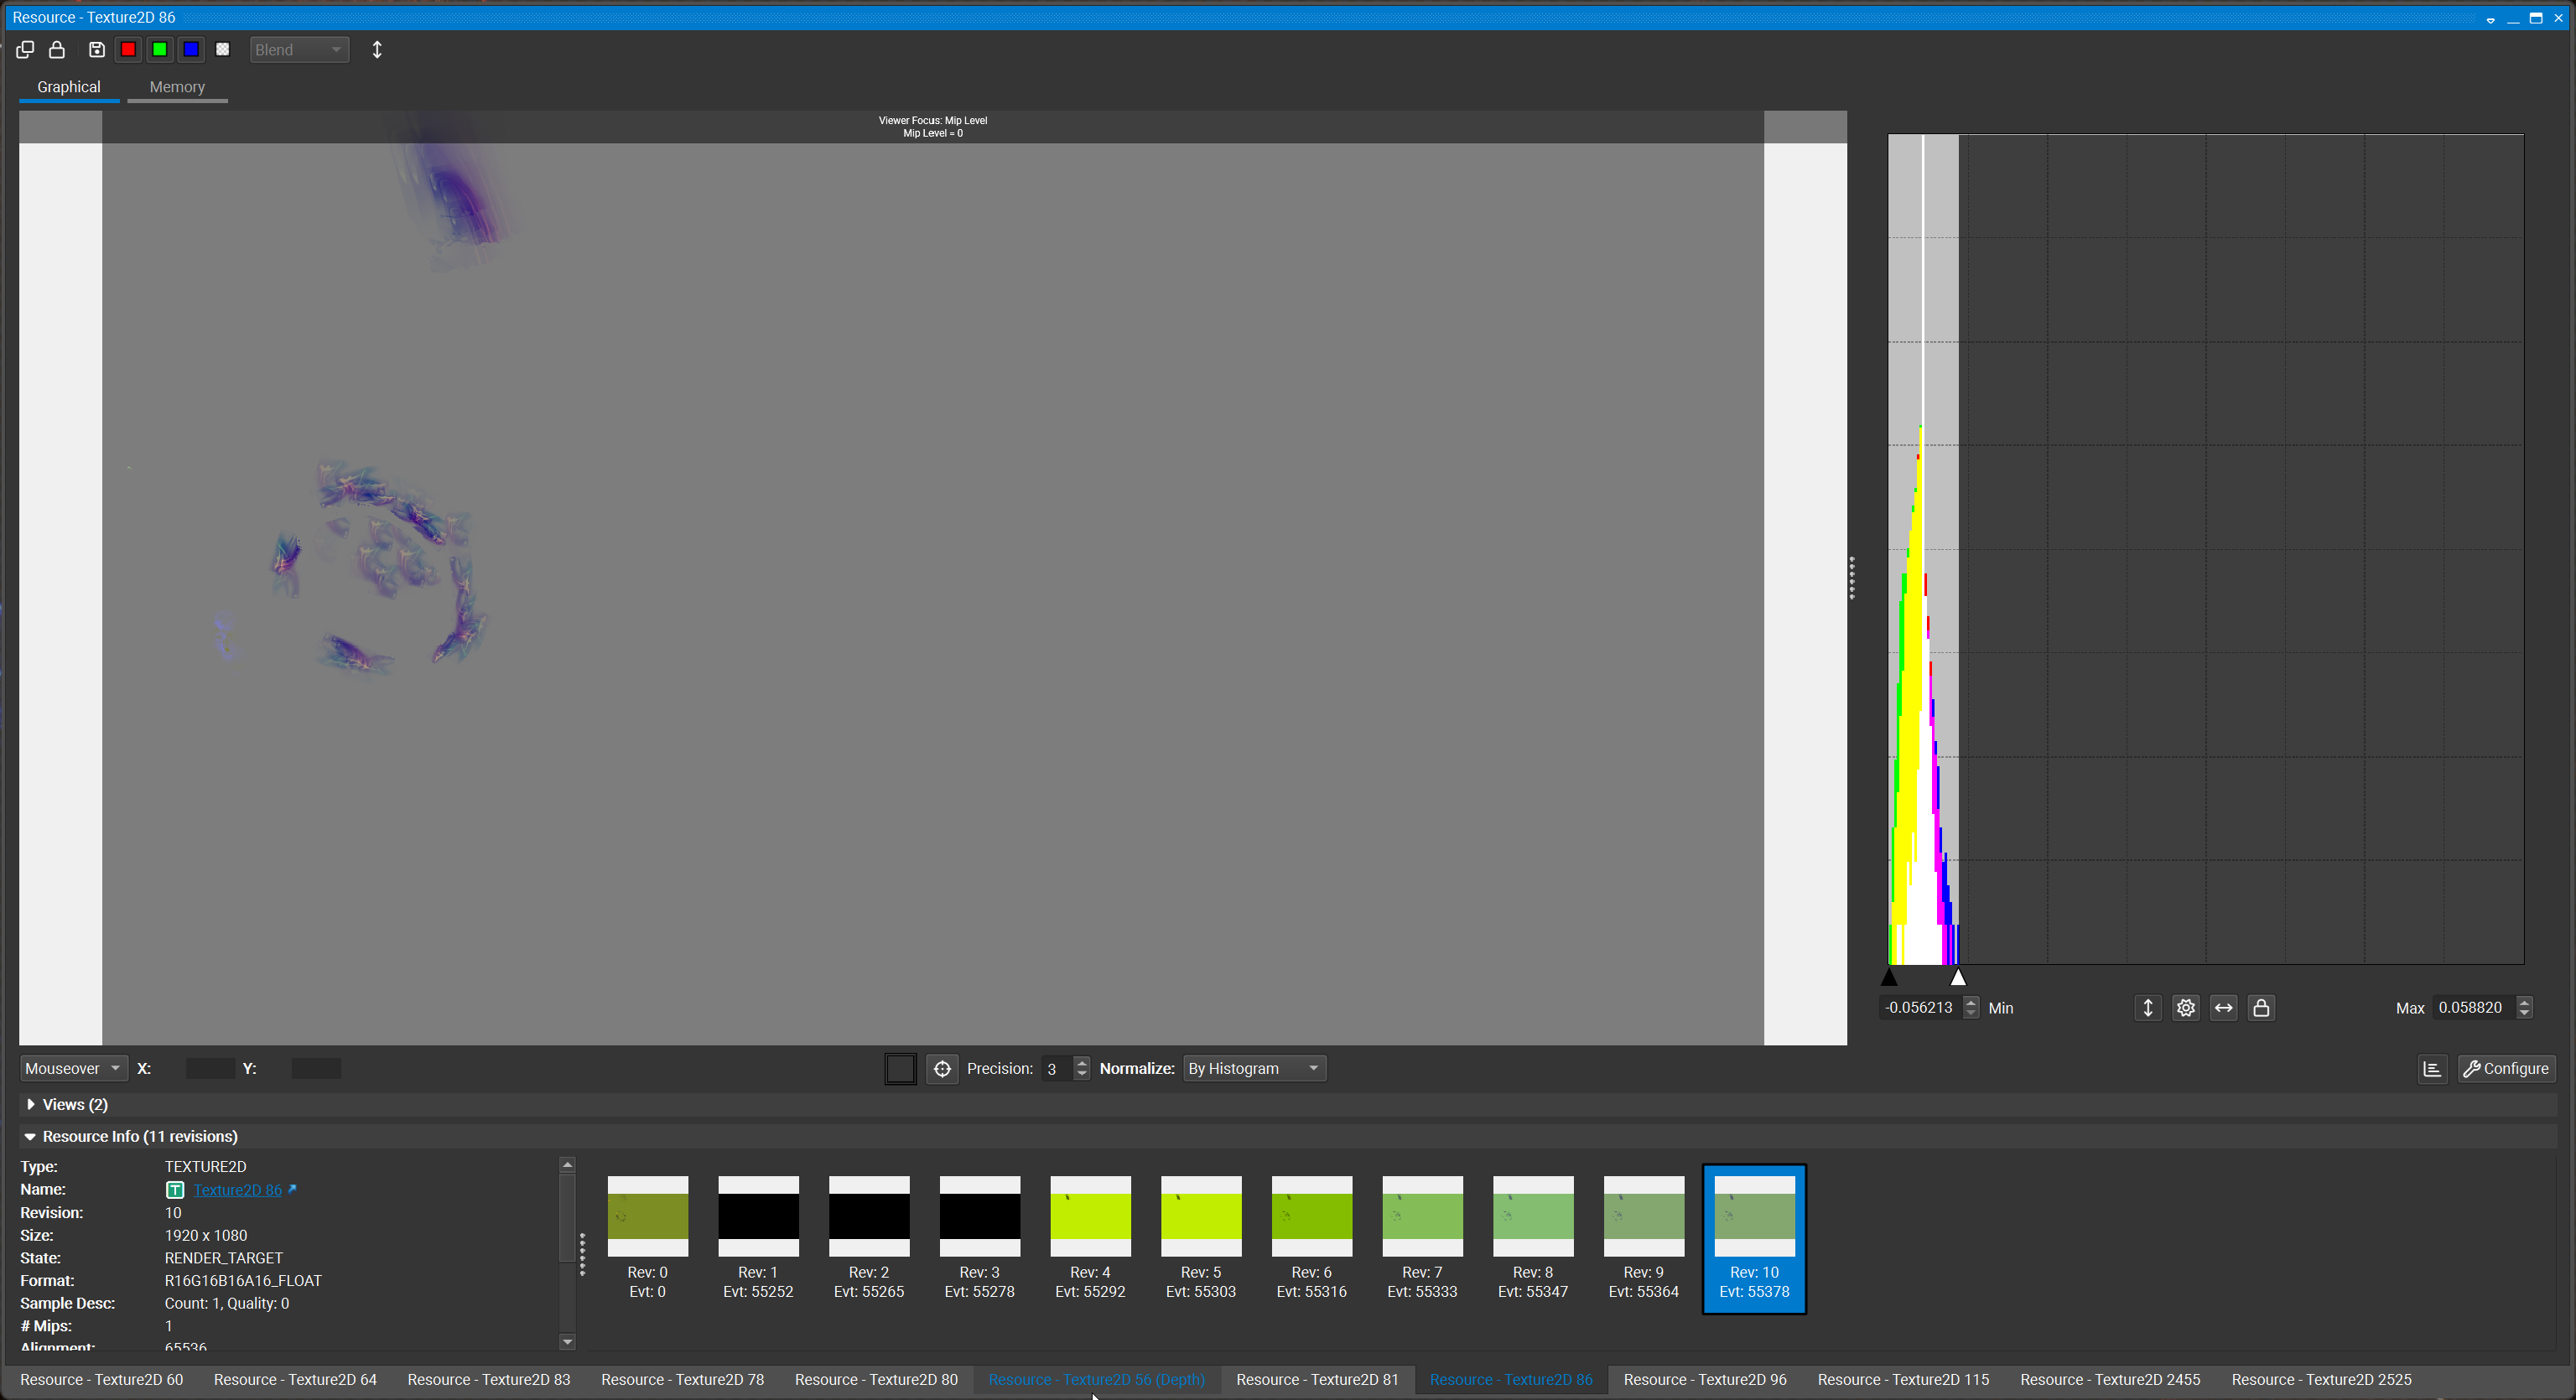 Resource - Texture2D 86
Blend
Graphical
Memory
Viewer Focus: Mip Level
Mip Level = 0
-0.056213 Min
Max 0.058820
Mouseover X: Y:
Precision: 3 Normalize: By Histogram
Configure
Views (2)
Resource Info (11 revisions)
Type: TEXTURE2D
Name: T Texture2D 86
Revision: 10
Size: 1920 x 1080
State: RENDER_TARGET
Format: R16G16B16A16_FLOAT
Sample Desc: Count: 1, Quality: 0
# Mips: 1
Alignment: 65536
Rev: 0 Rev: 1 Rev: 2 Rev: 3 Rev: 4 Rev: 5 Rev: 6 Rev: 7 Rev: 8 Rev: 9 Rev: 10
Evt: 0 Evt: 55252 Evt: 55265 Evt: 55278 Evt: 55292 Evt: 55303 Evt: 55316 Evt: 55333 Evt: 55347 Evt: 55364 Evt: 55378
Resource - Texture2D 60 Resource - Texture2D 64 Resource - Texture2D 83 Resource - Texture2D 78 Resource - Texture2D 80 Resource - Texture2D 56 (Depth) Resource - Texture2D 81 Resource - Texture2D 86 Resource - Texture2D 96 Resource - Texture2D 115 Resource - Texture2D 2455 Resource - Texture2D 2525